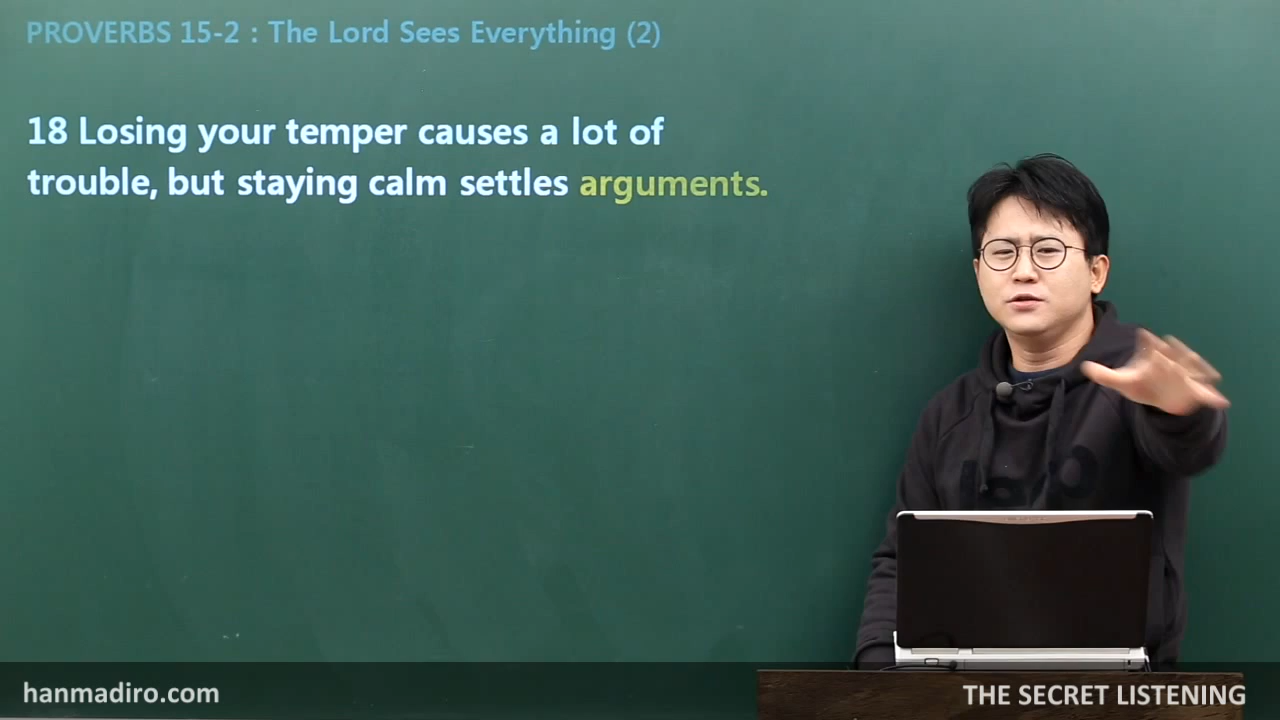 PROVERBS 15-2 : The Lord Sees Everything (2)
18 Losing your temper causes a lot of
trouble, but staying calm settles arguments.
hanmadiro.com
THE SECRET LISTENING